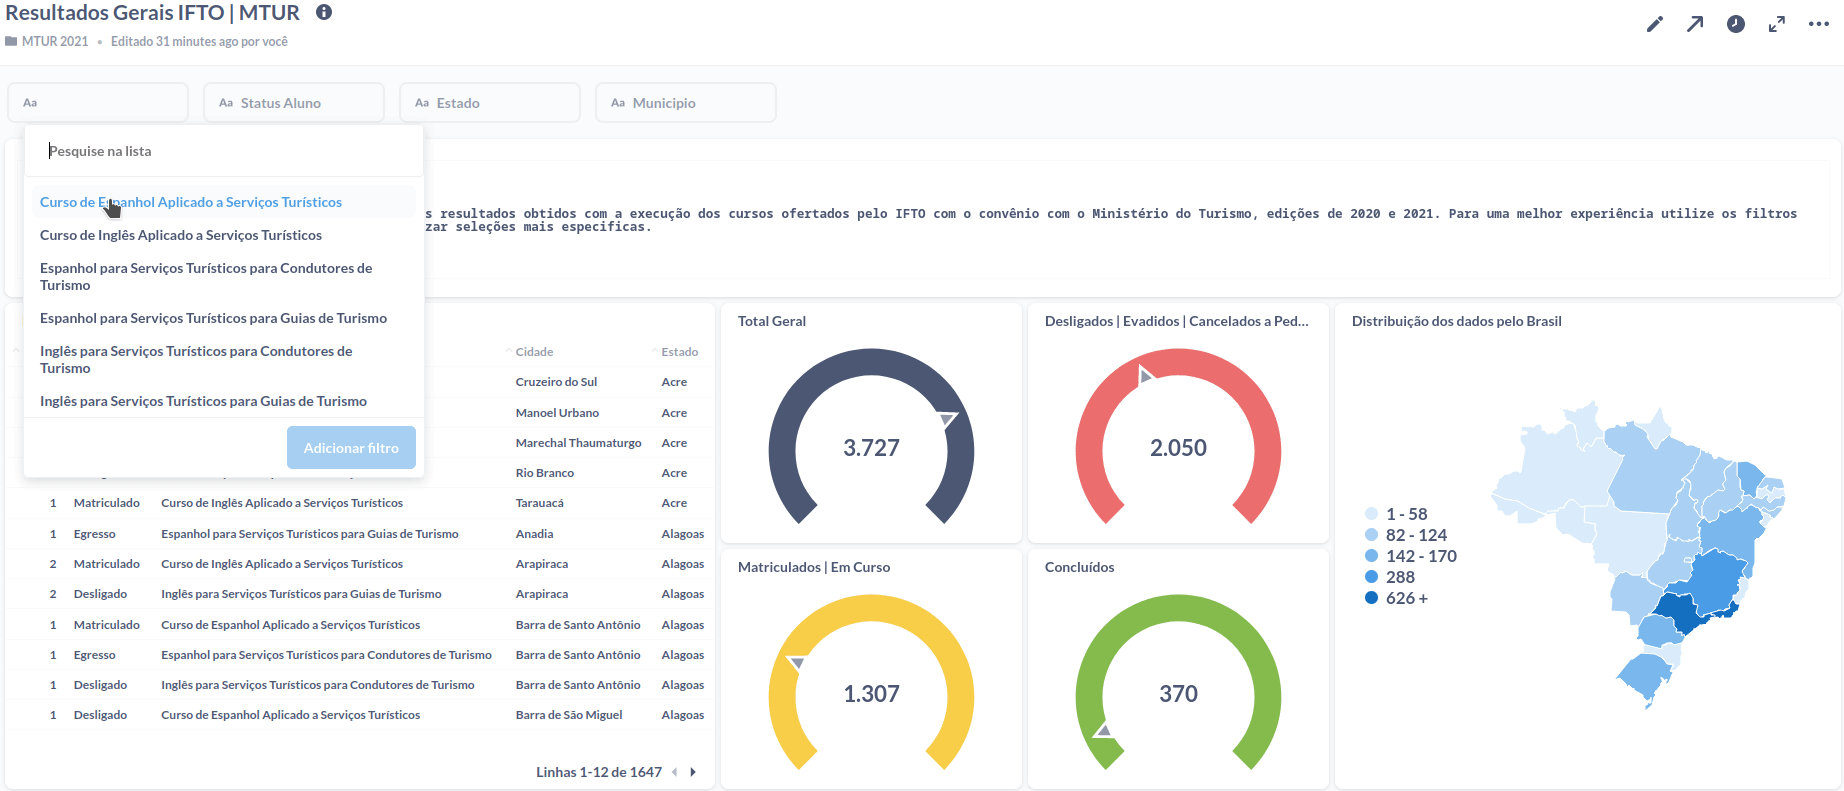 Resultados Gerais IFTO | MTUR
MTUR 2021 • Editado 31 minutes ago por você
Aa
Aa Status Aluno
Aa Estado
Aa Municipio
Pesquise na lista
Curso de Espanhol Aplicado a Serviços Turísticos
Curso de Inglês Aplicado a Serviços Turísticos
Espanhol para Serviços Turísticos para Condutores de
Turismo
Espanhol para Serviços Turísticos para Guias de Turismo
Inglês para Serviços Turísticos para Condutores de
Turismo
Inglês para Serviços Turísticos para Guias de Turismo
Adicionar filtro
s resultados obtidos com a execução dos cursos ofertados pelo IFTO com o convênio com o Ministério do Turismo, edições de 2020 e 2021. Para uma melhor experiência utilize os filtros
zar seleções mais especificas.
Cidade Estado
Cruzeiro do Sul Acre
Manoel Urbano Acre
Marechal Thaumaturgo Acre
Rio Branco Acre
1 Matriculado Curso de Inglês Aplicado a Serviços Turísticos Tarauacá Acre
1 Egresso Espanhol para Serviços Turísticos para Guias de Turismo Anadia Alagoas
2 Matriculado Curso de Inglês Aplicado a Serviços Turísticos Arapiraca Alagoas
2 Desligado Inglês para Serviços Turísticos para Guias de Turismo Arapiraca Alagoas
1 Matriculado Curso de Espanhol Aplicado a Serviços Turísticos Barra de Santo Antônio Alagoas
1 Egresso Espanhol para Serviços Turísticos para Condutores de Turismo Barra de Santo Antônio Alagoas
1 Desligado Inglês para Serviços Turísticos para Condutores de Turismo Barra de Santo Antônio Alagoas
1 Desligado Curso de Espanhol Aplicado a Serviços Turísticos Barra de São Miguel Alagoas
Linhas 1-12 de 1647
Total Geral
3.727
Desligados | Evadidos | Cancelados a Ped...
2.050
Matriculados | Em Curso
1.307
Concluídos
370
Distribuição dos dados pelo Brasil
1 - 58
82 - 124
142 - 170
288
626 +